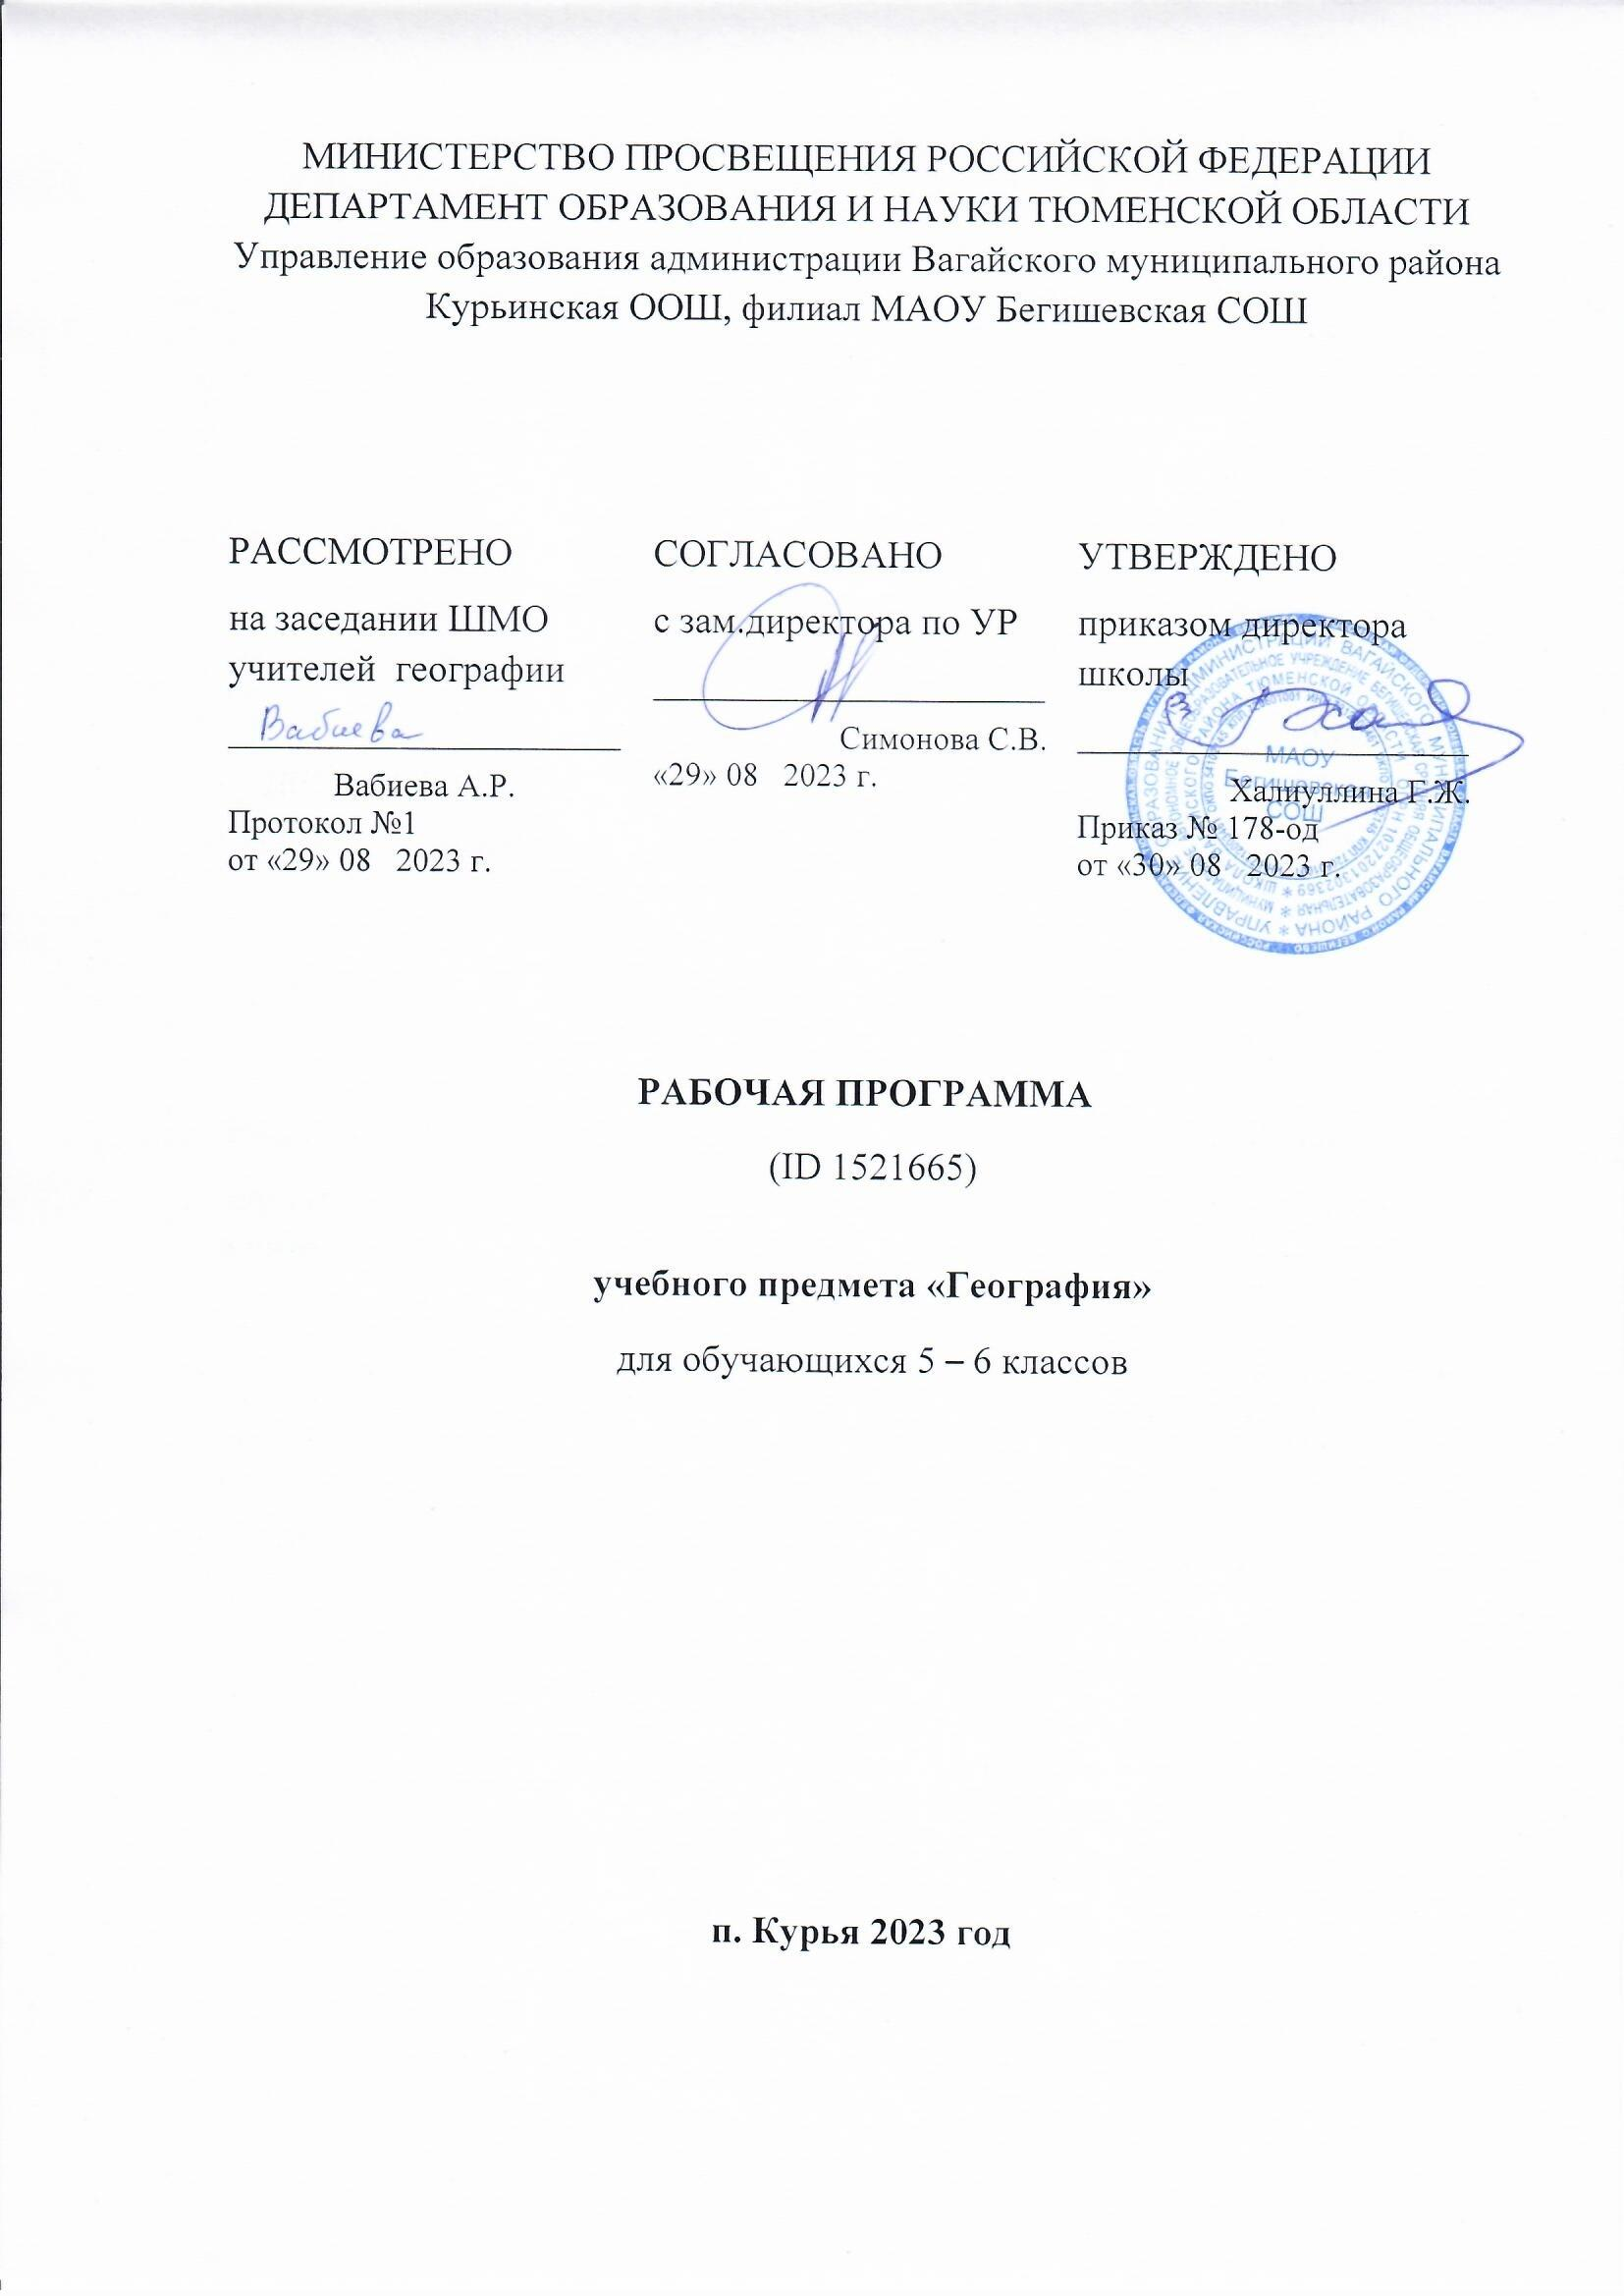 МИНИСТЕРСТВО ПРОСВЕЩЕНИЯ РОССИЙСКОЙ ФЕДЕРАЦИИ
ДЕПАРТАМЕНТ ОБРАЗОВАНИЯ И НАУКИ ТЮМЕНСКОЙ ОБЛАСТИ
Управление образования администрации Вагайского муниципального района
Курьинская ООШ, филиал МАОУ Бегишевская СОШ
РАССМОТРЕНО
на заседании ШМО
учителей географии
Вабиева
Вабиева А.Р.
Протокол №1
от «29» 08 2023 г.
СОГЛАСОВАНО
с зам.директора по УР
Симонова С.В.
«29» 08 2023 г.
УТВЕРЖДЕНО
приказом директора
школы
Халиуллина Г.Ж.
Приказ № 178-од
от «30» 08 2023 г.
МАОУ
Бегишевская
СОШ
РАБОЧАЯ ПРОГРАММА
(ID 1521665)
учебного предмета «География»
для обучающихся 5 – 6 классов
п. Курья 2023 год